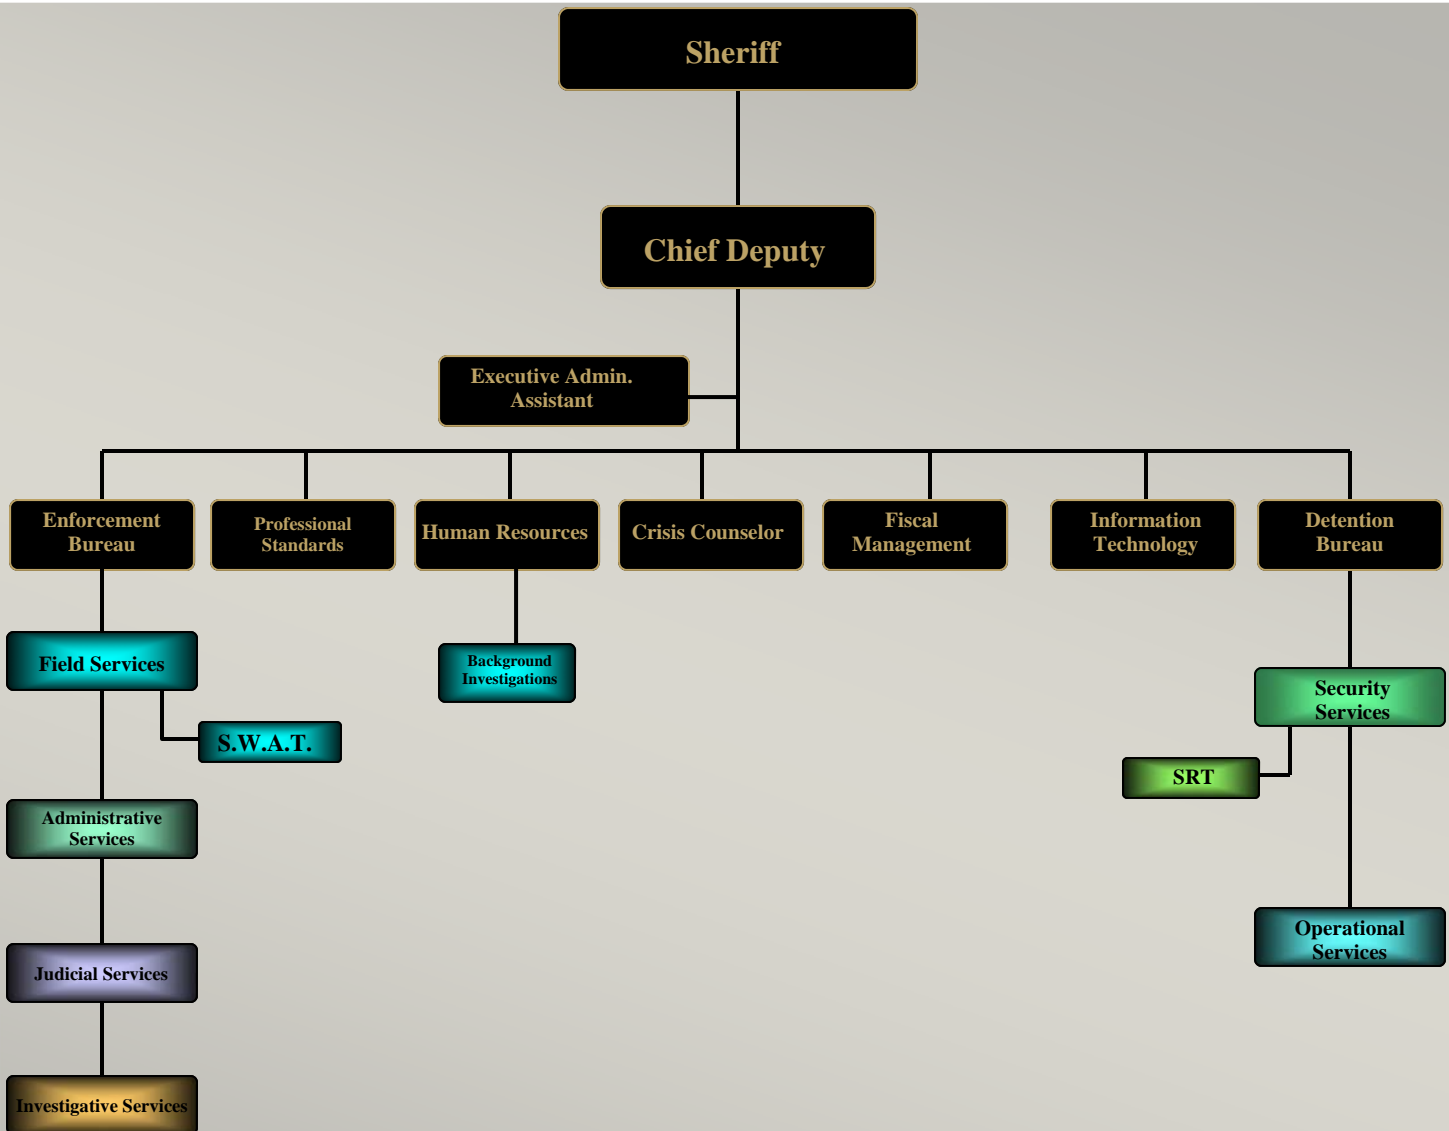 Sheriff
Chief Deputy
Executive Admin.
Assistant
Enforcement
Bureau
Professional
Standards
Human Resources
Crisis Counselor
Fiscal
Management
Information
Technology
Detention
Bureau
Field Services
Background
Investigations
Security
Services
S.W.A.T.
SRT
Administrative
Services
Operational
Services
Judicial Services
Investigative Services